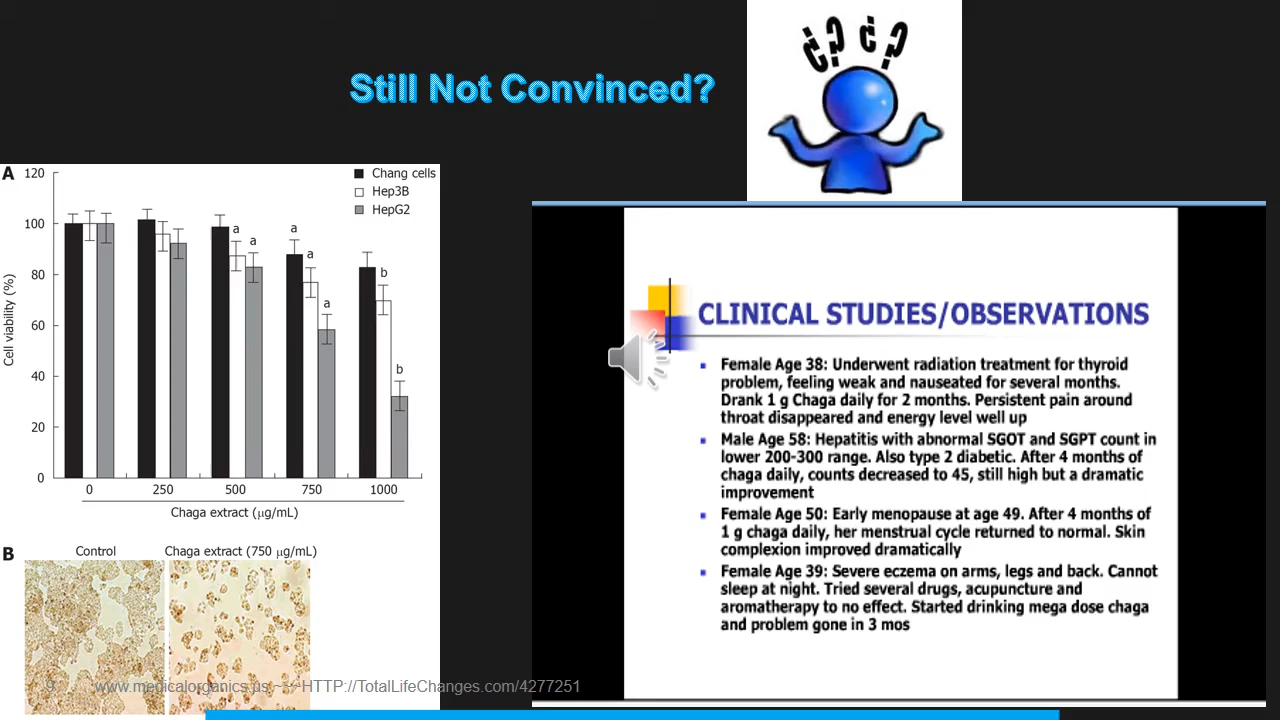 Still Not Convinced?
¿?¿?
A
120
100
80
60
40
20
0
Cell viability (%)
Chang cells
Hep3B
HepG2
a
a
a
a
a
b
b
0 250 500 750 1000
Chaga extract (μg/mL)
B
Control
Chaga extract (750 μg/mL)
CLINICAL STUDIES/OBSERVATIONS
Female Age 38: Underwent radiation treatment for thyroid
problem, feeling weak and nauseated for several months.
Drank 1 g Chaga daily for 2 months. Persistent pain around
throat disappeared and energy level well up
Male Age 58: Hepatitis with abnormal SGOT and SGPT count in
lower 200-300 range. Also type 2 diabetic. After 4 months of
chaga daily, counts decreased to 45, still high but a dramatic
improvement
Female Age 50: Early menopause at age 49. After 4 months of
1 g chaga daily, her menstrual cycle returned to normal. Skin
complexion improved dramatically
Female Age 39: Severe eczema on arms, legs and back. Cannot
sleep at night. Tried several drugs, acupuncture and
aromatherapy to no effect. Started drinking mega dose chaga
and problem gone in 3 mos
9 www.medicalorganics.us ~*~HTTP://TotalLifeChanges.com/4277251